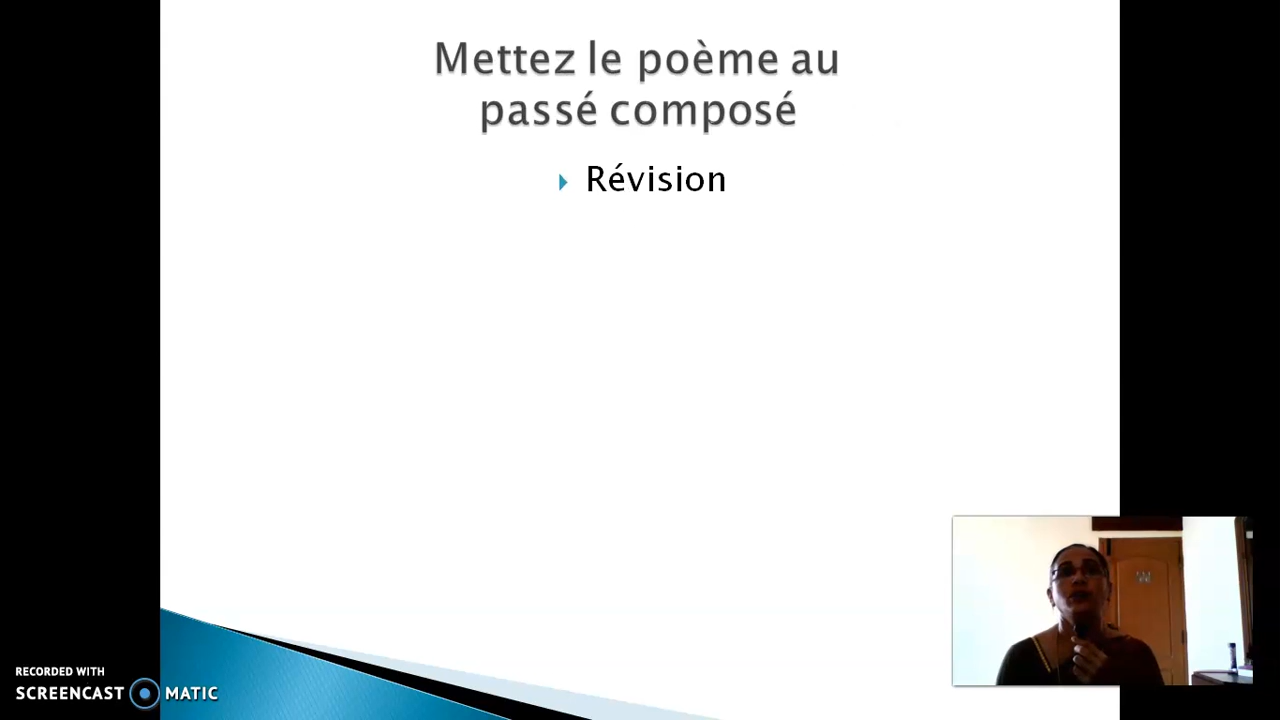 Mettez le poème au
passé composé
Révision
RECORDED WITH
SCREENCAST MATIC